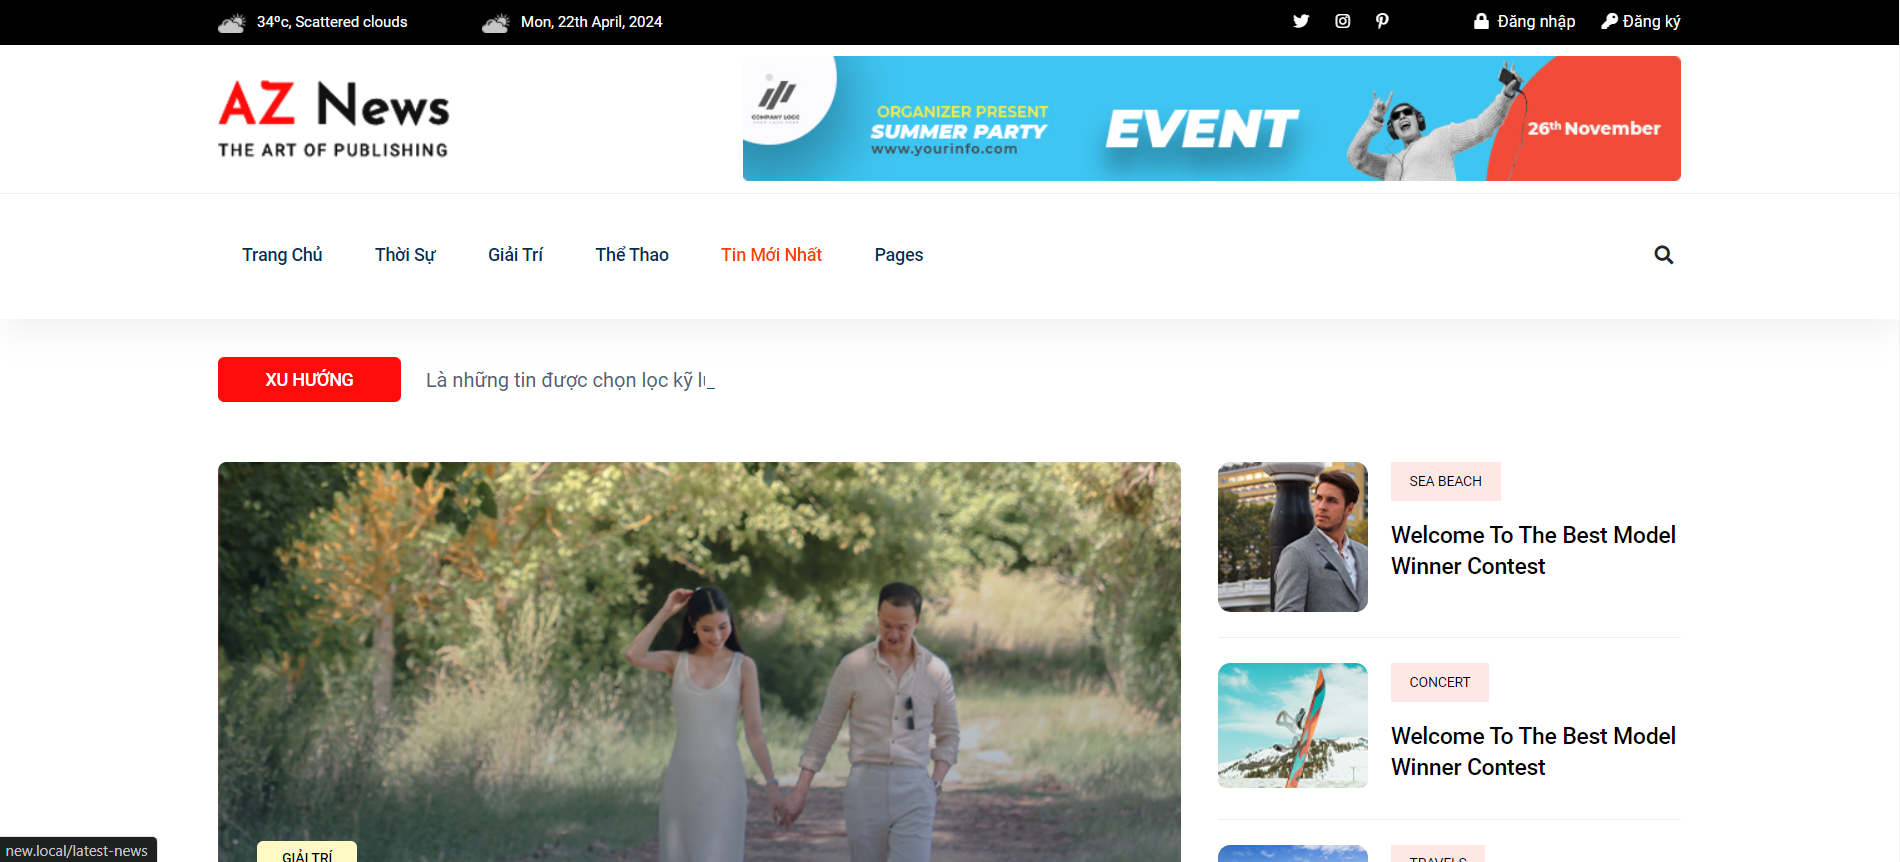 34ºc, Scattered clouds
Mon, 22th April, 2024
Đăng nhập
Đăng ký
AZ News
THE ART OF PUBLISHING
COMPANY LOGO
ORGANIZER PRESENT
SUMMER PARTY
www.yourinfo.com
EVENT
26th November
Trang Chủ
Thời Sự
Giải Trí
Thể Thao
Tin Mới Nhất
Pages
XU HƯỚNG
Là những tin được chọn lọc kỹ lư_
SEA BEACH
Welcome To The Best Model
Winner Contest
CONCERT
Welcome To The Best Model
Winner Contest
TRAVELS
GIẢI TRÍ
new.local/latest-news